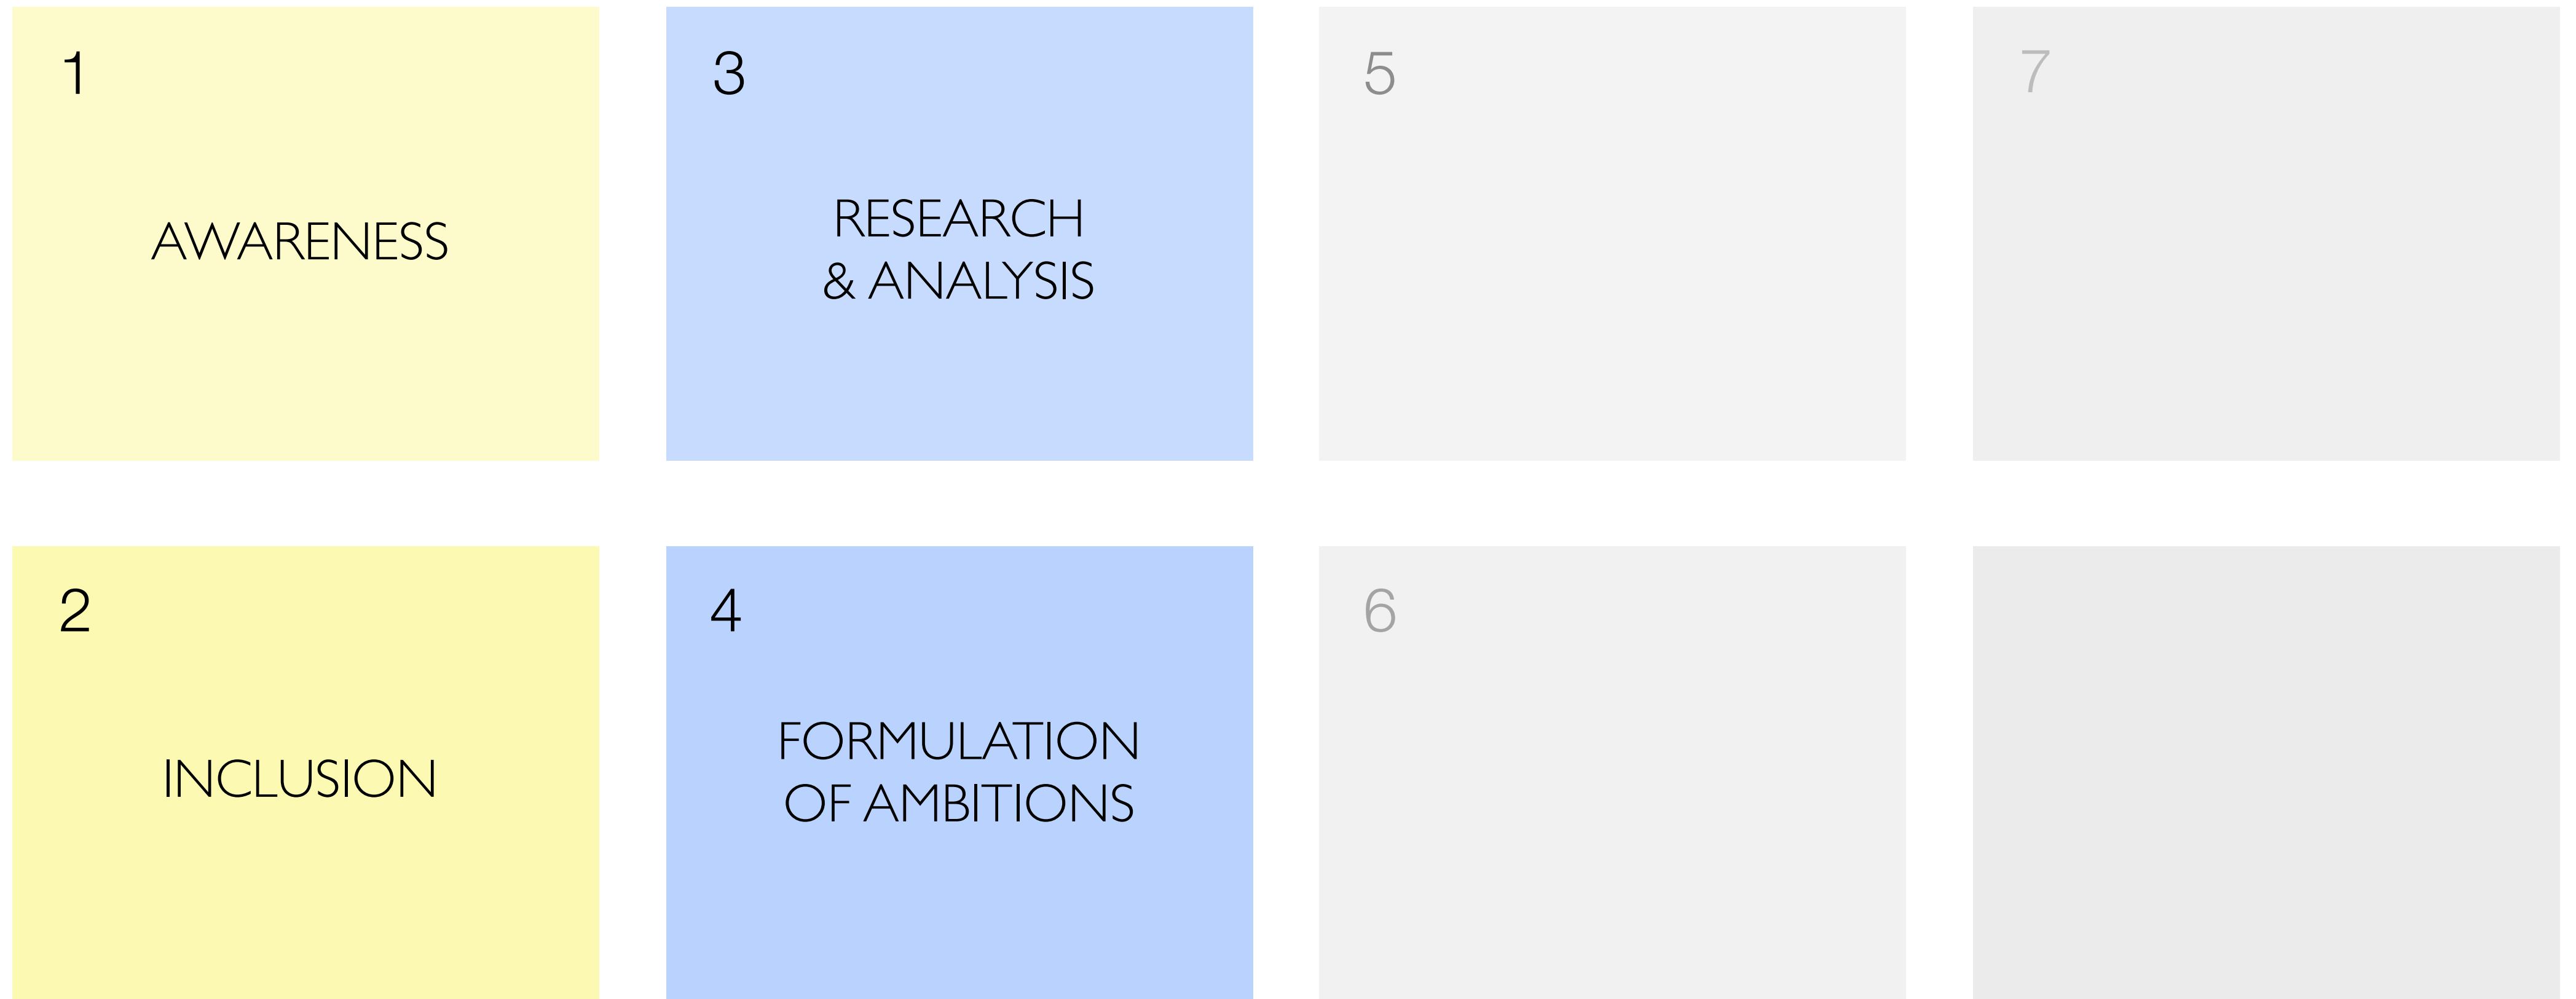 1
AWARENESS
2
INCLUSION
3
RESEARCH
& ANALYSIS
4
FORMULATION
OF AMBITIONS
5
6
7